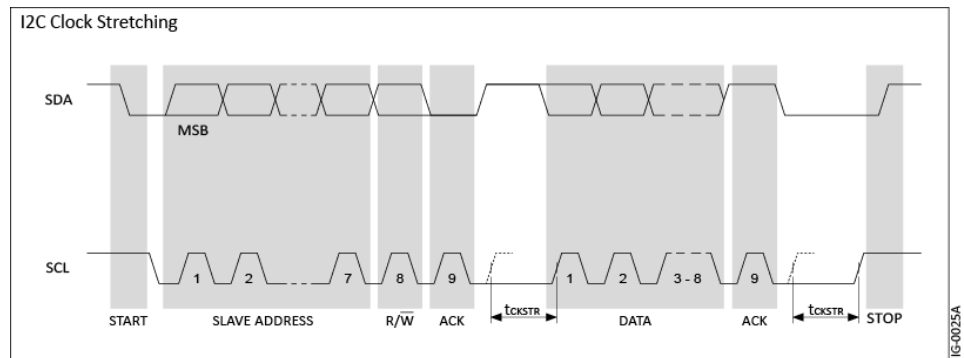 I2C Clock Stretching
SDA
MSB
SCL
1 2 7 8 9 1 2 3 - 8 9
tCKSTR tCKSTR
START SLAVE ADDRESS R/W̅ ACK DATA ACK STOP
IG-0025A